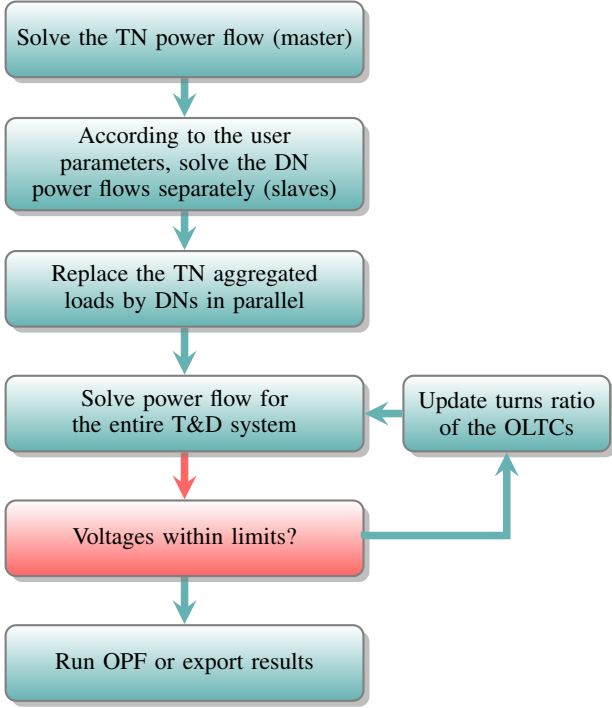 Solve the TN power flow (master)
According to the user
parameters, solve the DN
power flows separately (slaves)
Replace the TN aggregated
loads by DNs in parallel
Solve power flow for
the entire T&D system
Update turns ratio
of the OLTCs
Voltages within limits?
Run OPF or export results